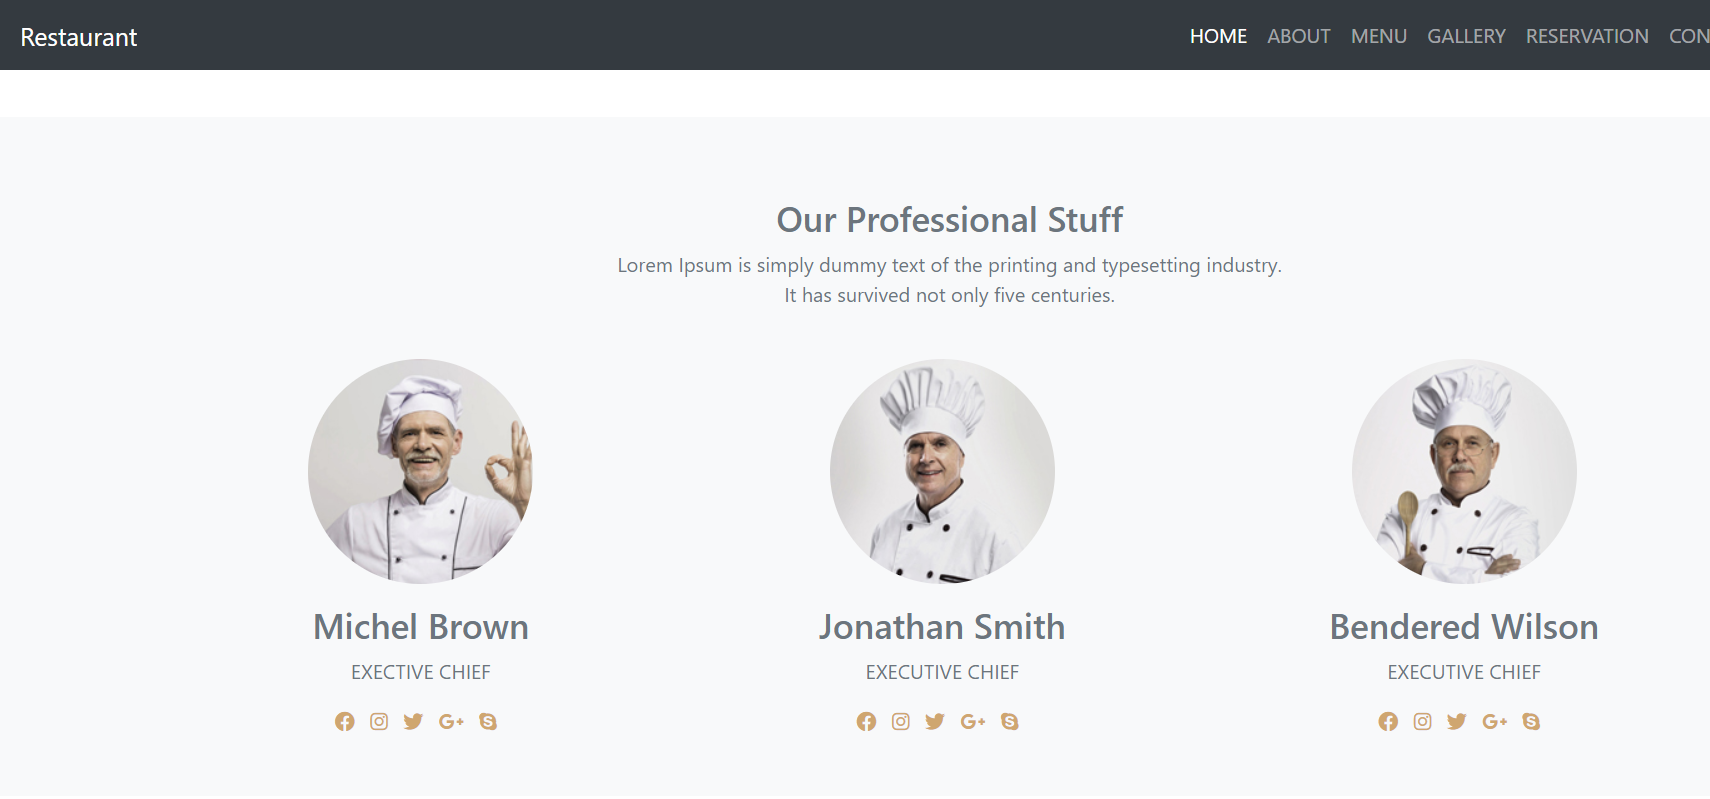 Restaurant HOME ABOUT MENU GALLERY RESERVATION CON
Our Professional Stuff
Lorem Ipsum is simply dummy text of the printing and typesetting industry.
It has survived not only five centuries.
Michel Brown Jonathan Smith Bendered Wilson
EXECTIVE CHIEF EXECUTIVE CHIEF EXECUTIVE CHIEF